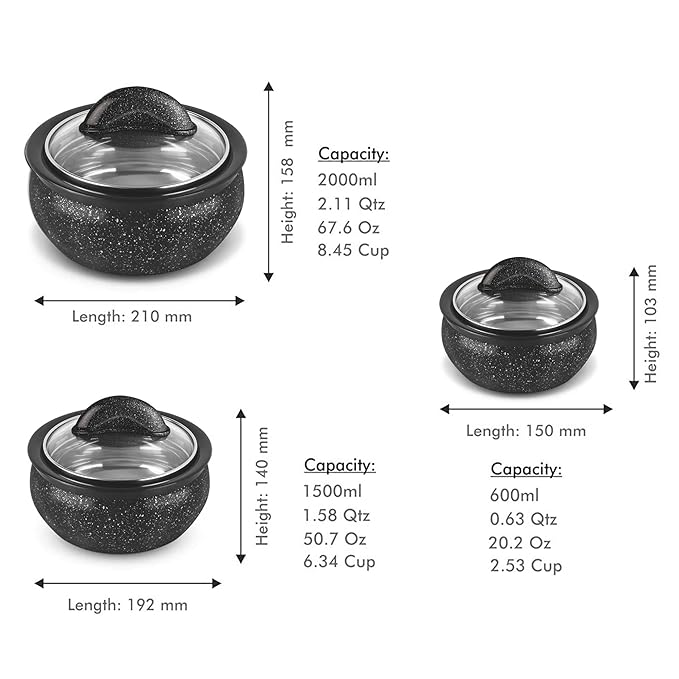 Height: 158 mm
Capacity:
2000ml
2.11 Qtz
67.6 Oz
8.45 Cup
Length: 210 mm
Height: 103 mm
Length: 150 mm
Height: 140 mm
Capacity:
1500ml
1.58 Qtz
50.7 Oz
6.34 Cup
Length: 192 mm
Capacity:
600ml
0.63 Qtz
20.2 Oz
2.53 Cup